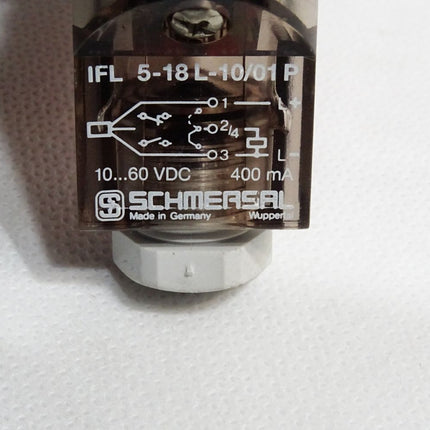 IFL 5-18 L-10/01 P
1 L+
2/4
3 L-
10...60 VDC 400 mA
S SCHMERSAL
Made in Germany Wuppertal